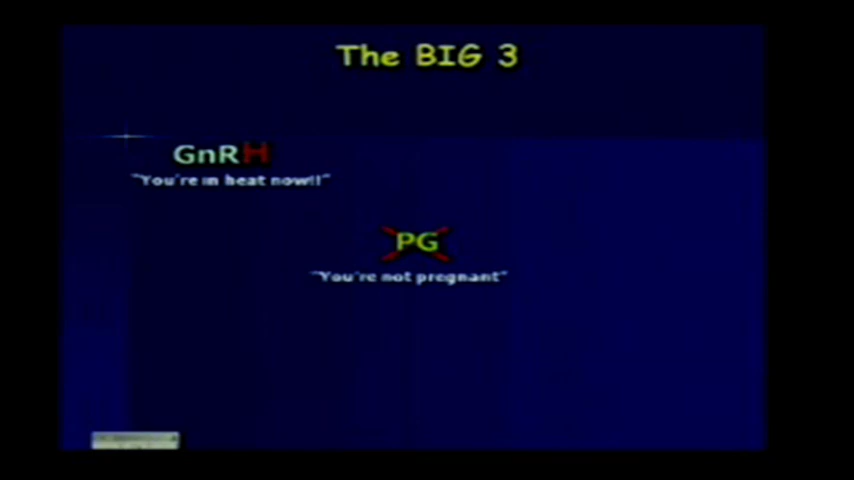 The BIG 3
GnRH
"You're in heat now!!"
PG
"You're not pregnant"